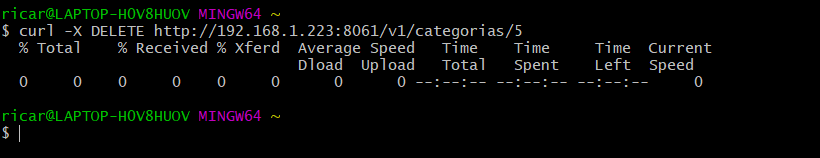 ricar@LAPTOP-H0V8HUOV MINGW64 ~
$ curl -X DELETE http://192.168.1.223:8061/v1/categorias/5
  % Total    % Received % Xferd  Average Speed   Time    Time     Time  Current
                                 Dload  Upload   Total   Spent    Left  Speed
  0     0    0     0    0     0      0      0 --:--:-- --:--:-- --:--:--     0
ricar@LAPTOP-H0V8HUOV MINGW64 ~
$